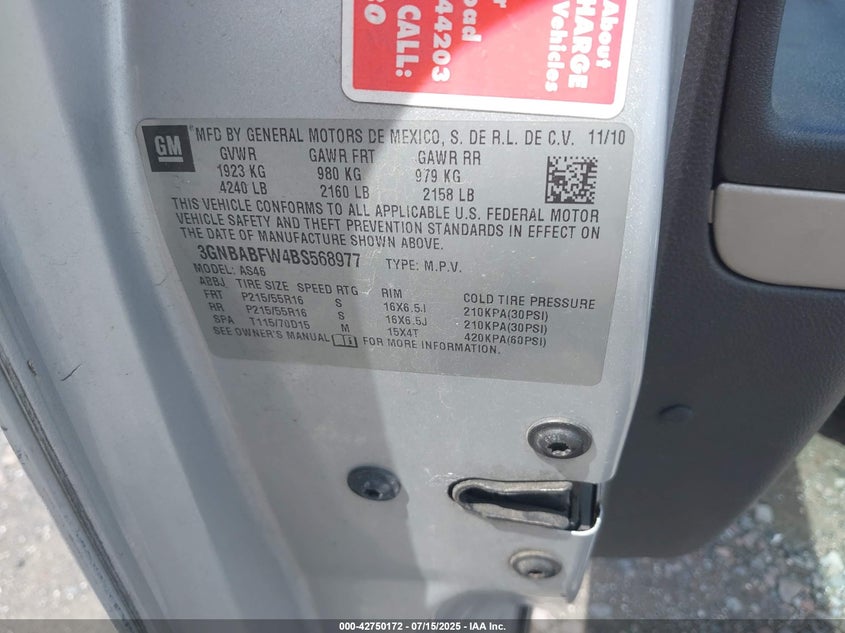 About
HARGE
Vehicles
r
oad
44203
CALL:
GM
MFD BY GENERAL MOTORS DE MEXICO, S. DE R.L. DE C.V. 11/10
GVWR GAWR FRT GAWR RR
1923 KG 980 KG 979 KG
4240 LB 2160 LB 2158 LB
THIS VEHICLE CONFORMS TO ALL APPLICABLE U.S. FEDERAL MOTOR
VEHICLE SAFETY AND THEFT PREVENTION STANDARDS IN EFFECT ON
THE DATE OF MANUFACTURE SHOWN ABOVE.
3GNBABFW4BS568977 TYPE: M.P.V.
MODEL: AS46
ABBJ. TIRE SIZE SPEED RTG RIM COLD TIRE PRESSURE
FRT P215/55R16 S 16X6.5J 210KPA(30PSI)
RR P215/55R16 S 16X6.5J 210KPA(30PSI)
SPA T115/70D15 M 15X4T 420KPA(60PSI)
SEE OWNER'S MANUAL FOR MORE INFORMATION.
000-42750172 - 07/15/2025 - IAA Inc.